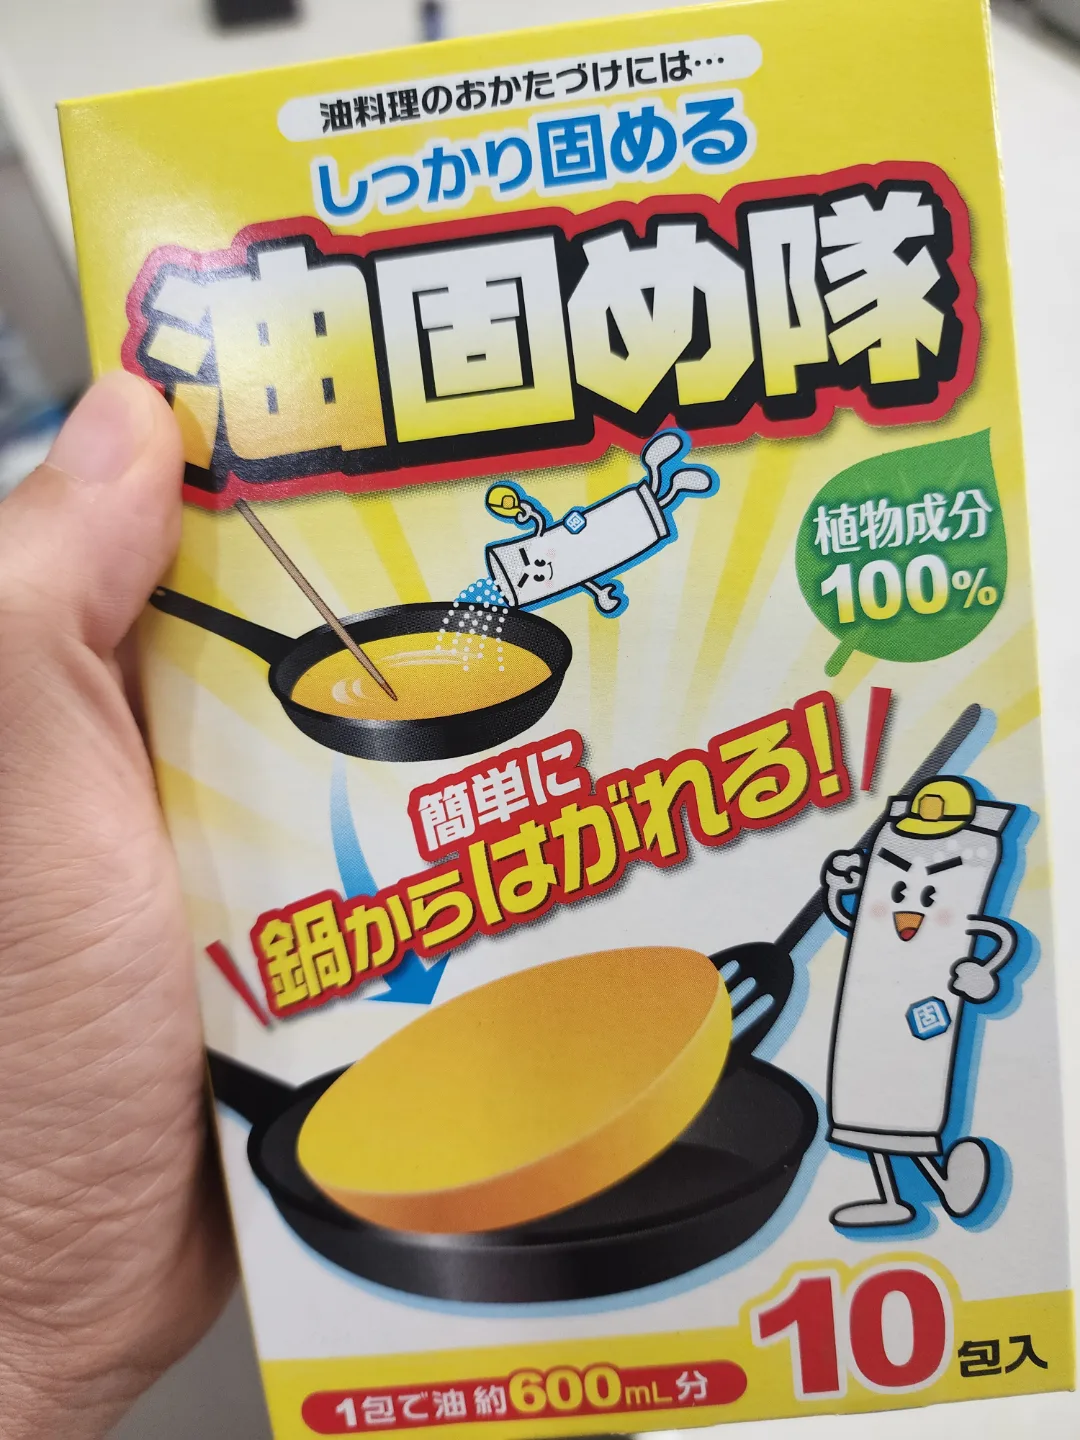 油料理のおかたづけには…
しっかり固める
油固め隊
固
植物成分
100%
簡単に
鍋からはがれる!
固
10包入
1包で油約600mL分